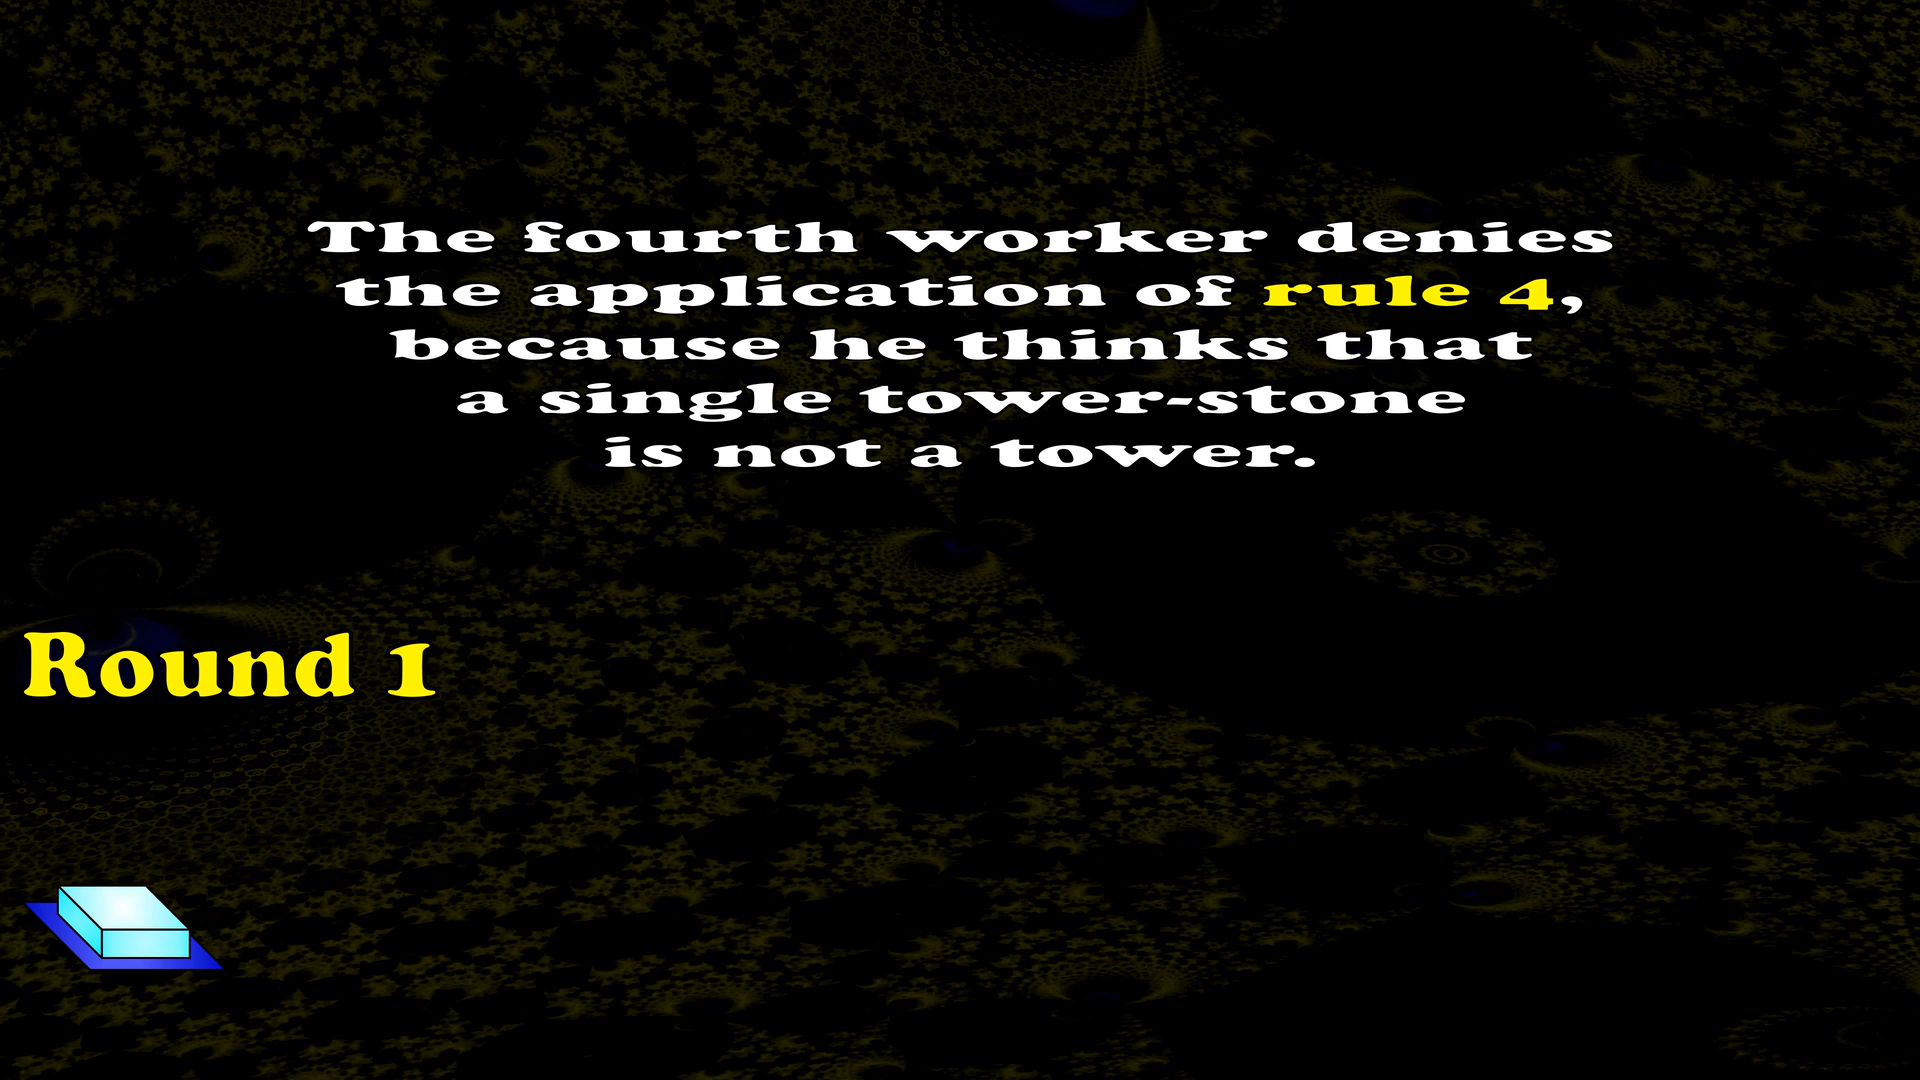 The fourth worker denies
the application of rule 4,
because he thinks that
a single tower-stone
is not a tower.
Round 1